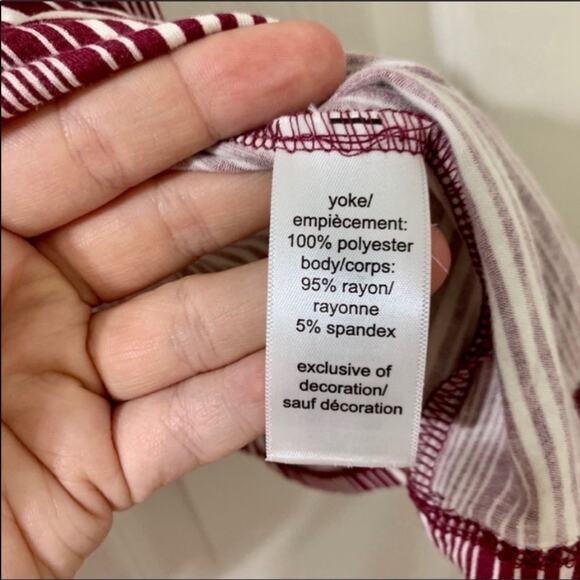 yoke/
empiècement:
100% polyester
body/corps:
95% rayon/
rayonne
5% spandex
exclusive of
decoration/
sauf décoration